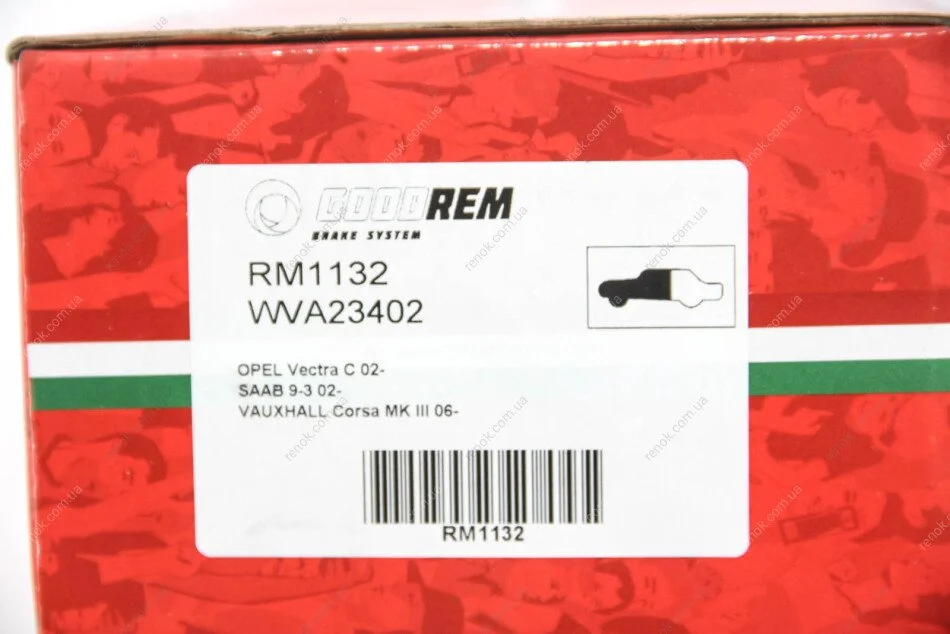 GOODREM
BRAKE SYSTEM
RM1132
WVA23402
OPEL Vectra C 02-
SAAB 9-3 02-
VAUXHALL Corsa MK III 06-
RM1132
renok.com.ua